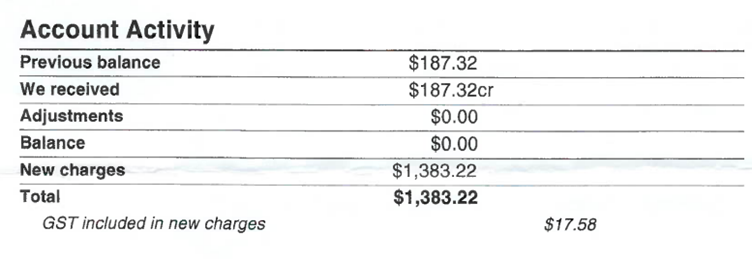 Account Activity
Previous balance $187.32
We received $187.32cr
Adjustments $0.00
Balance $0.00
New charges $1,383.22
Total $1,383.22
GST included in new charges $17.58